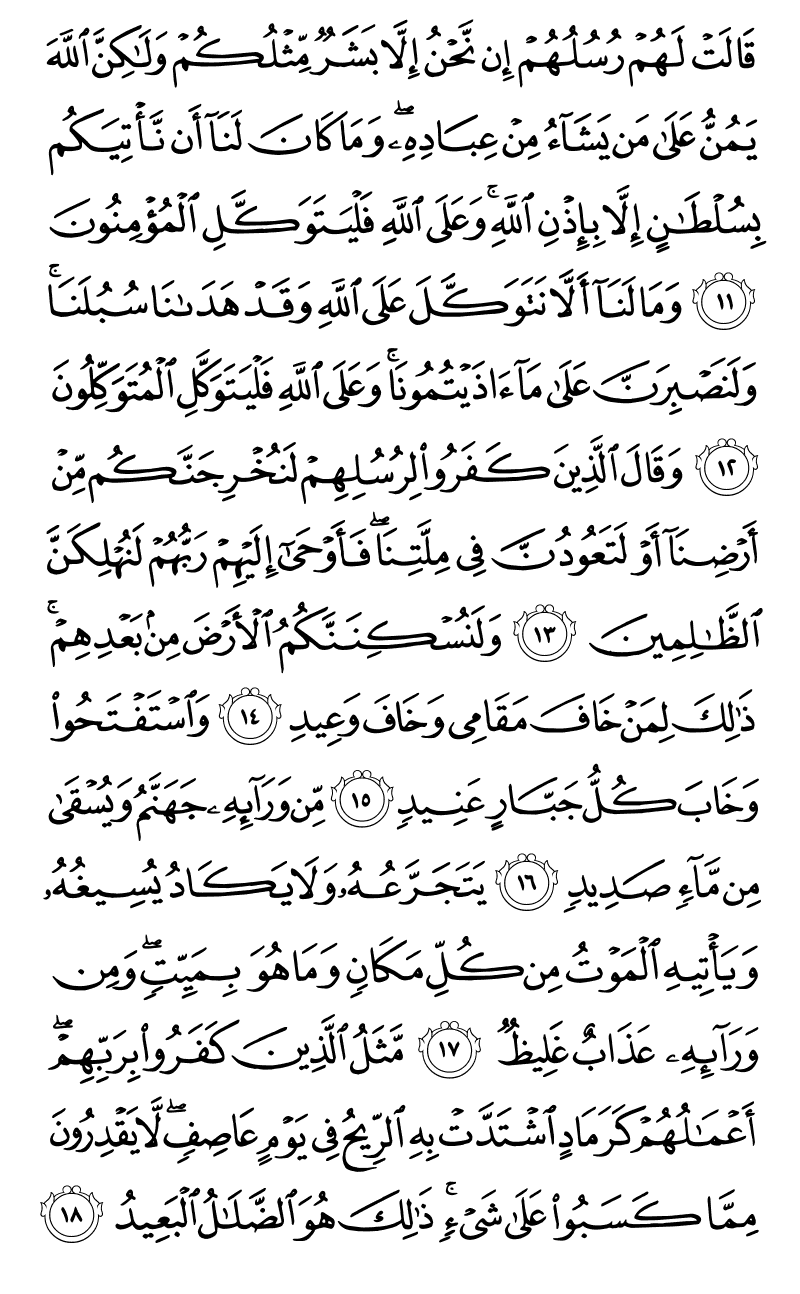 قَالَتْ لَهُمْ رُسُلُهُمْ إِن نَّحْنُ إِلَّا بَشَرٌ مِّثْلُكُمْ وَلَٰكِنَّ ٱللَّهَ
يَمُنُّ عَلَىٰ مَن يَشَآءُ مِنْ عِبَادِهِۦ ۖ وَمَا كَانَ لَنَآ أَن نَّأْتِيَكُم
بِسُلْطَٰنٍ إِلَّا بِإِذْنِ ٱللَّهِ ۚ وَعَلَى ٱللَّهِ فَلْيَتَوَكَّلِ ٱلْمُؤْمِنُونَ
١١ وَمَا لَنَآ أَلَّا نَتَوَكَّلَ عَلَى ٱللَّهِ وَقَدْ هَدَىٰنَا سُبُلَنَا ۚ
وَلَنَصْبِرَنَّ عَلَىٰ مَآ ءَاذَيْتُمُونَا ۚ وَعَلَى ٱللَّهِ فَلْيَتَوَكَّلِ ٱلْمُتَوَكِّلُونَ
١٢ وَقَالَ ٱلَّذِينَ كَفَرُوا۟ لِرُسُلِهِمْ لَنُخْرِجَنَّكُم مِّنْ
أَرْضِنَآ أَوْ لَتَعُودُنَّ فِى مِلَّتِنَا ۖ فَأَوْحَىٰٓ إِلَيْهِمْ رَبُّهُمْ لَنُهْلِكَنَّ
ٱلظَّٰلِمِينَ ١٣ وَلَنُسْكِنَنَّكُمُ ٱلْأَرْضَ مِنۢ بَعْدِهِمْ ۚ
ذَٰلِكَ لِمَنْ خَافَ مَقَامِى وَخَافَ وَعِيدِ ١٤ وَٱسْتَفْتَحُوا۟
وَخَابَ كُلُّ جَبَّارٍ عَنِيدٍ ١٥ مِّن وَرَآئِهِۦ جَهَنَّمُ وَيُسْقَىٰ
مِن مَّآءٍ صَدِيدٍ ١٦ يَتَجَرَّعُهُۥ وَلَا يَكَادُ يُسِيغُهُۥ
وَيَأْتِيهِ ٱلْمَوْتُ مِن كُلِّ مَكَانٍ وَمَا هُوَ بِمَيِّتٍ ۖ وَمِن
وَرَآئِهِۦ عَذَابٌ غَلِيظٌ ١٧ مَّثَلُ ٱلَّذِينَ كَفَرُوا۟ بِرَبِّهِمْ ۖ
أَعْمَٰلُهُمْ كَرَمَادٍ ٱشْتَدَّتْ بِهِ ٱلرِّيحُ فِى يَوْمٍ عَاصِفٍ ۖ لَّا يَقْدِرُونَ
مِمَّا كَسَبُوا۟ عَلَىٰ شَىْءٍ ۚ ذَٰلِكَ هُوَ ٱلضَّلَٰلُ ٱلْبَعِيدُ ١٨